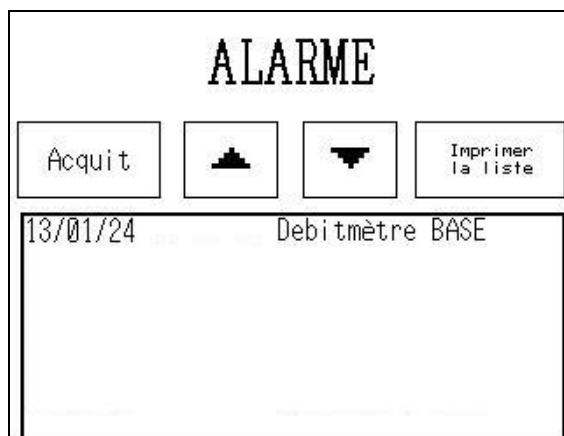 ALARME
Acquit
Imprimer
la liste
13/01/24 Debitmètre BASE